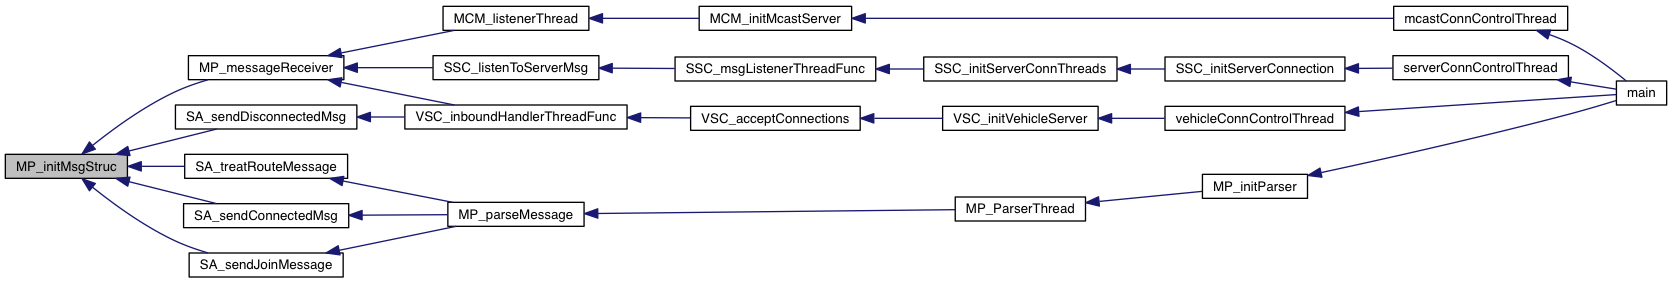 MCM_listenerThread
MCM_initMcastServer
mcastConnControlThread
MP_messageReceiver
SSC_listenToServerMsg
SSC_msgListenerThreadFunc
SSC_initServerConnThreads
SSC_initServerConnection
serverConnControlThread
main
SA_sendDisconnectedMsg
VSC_inboundHandlerThreadFunc
VSC_acceptConnections
VSC_initVehicleServer
vehicleConnControlThread
MP_initMsgStruc
SA_treatRouteMessage
MP_initParser
SA_sendConnectedMsg
MP_parseMessage
MP_ParserThread
SA_sendJoinMessage